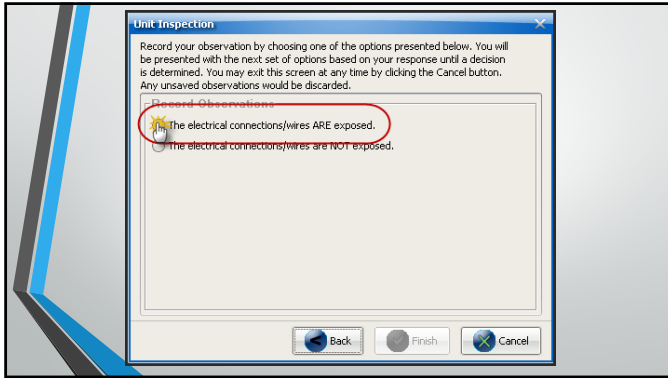 Unit Inspection
Record your observation by choosing one of the options presented below. You will
be presented with the next set of options based on your response until a decision
is determined. You may exit this screen at any time by clicking the Cancel button.
Any unsaved observations would be discarded.
Record Observations
The electrical connections/wires ARE exposed.
The electrical connections/wires are NOT exposed.
Back
Finish
Cancel